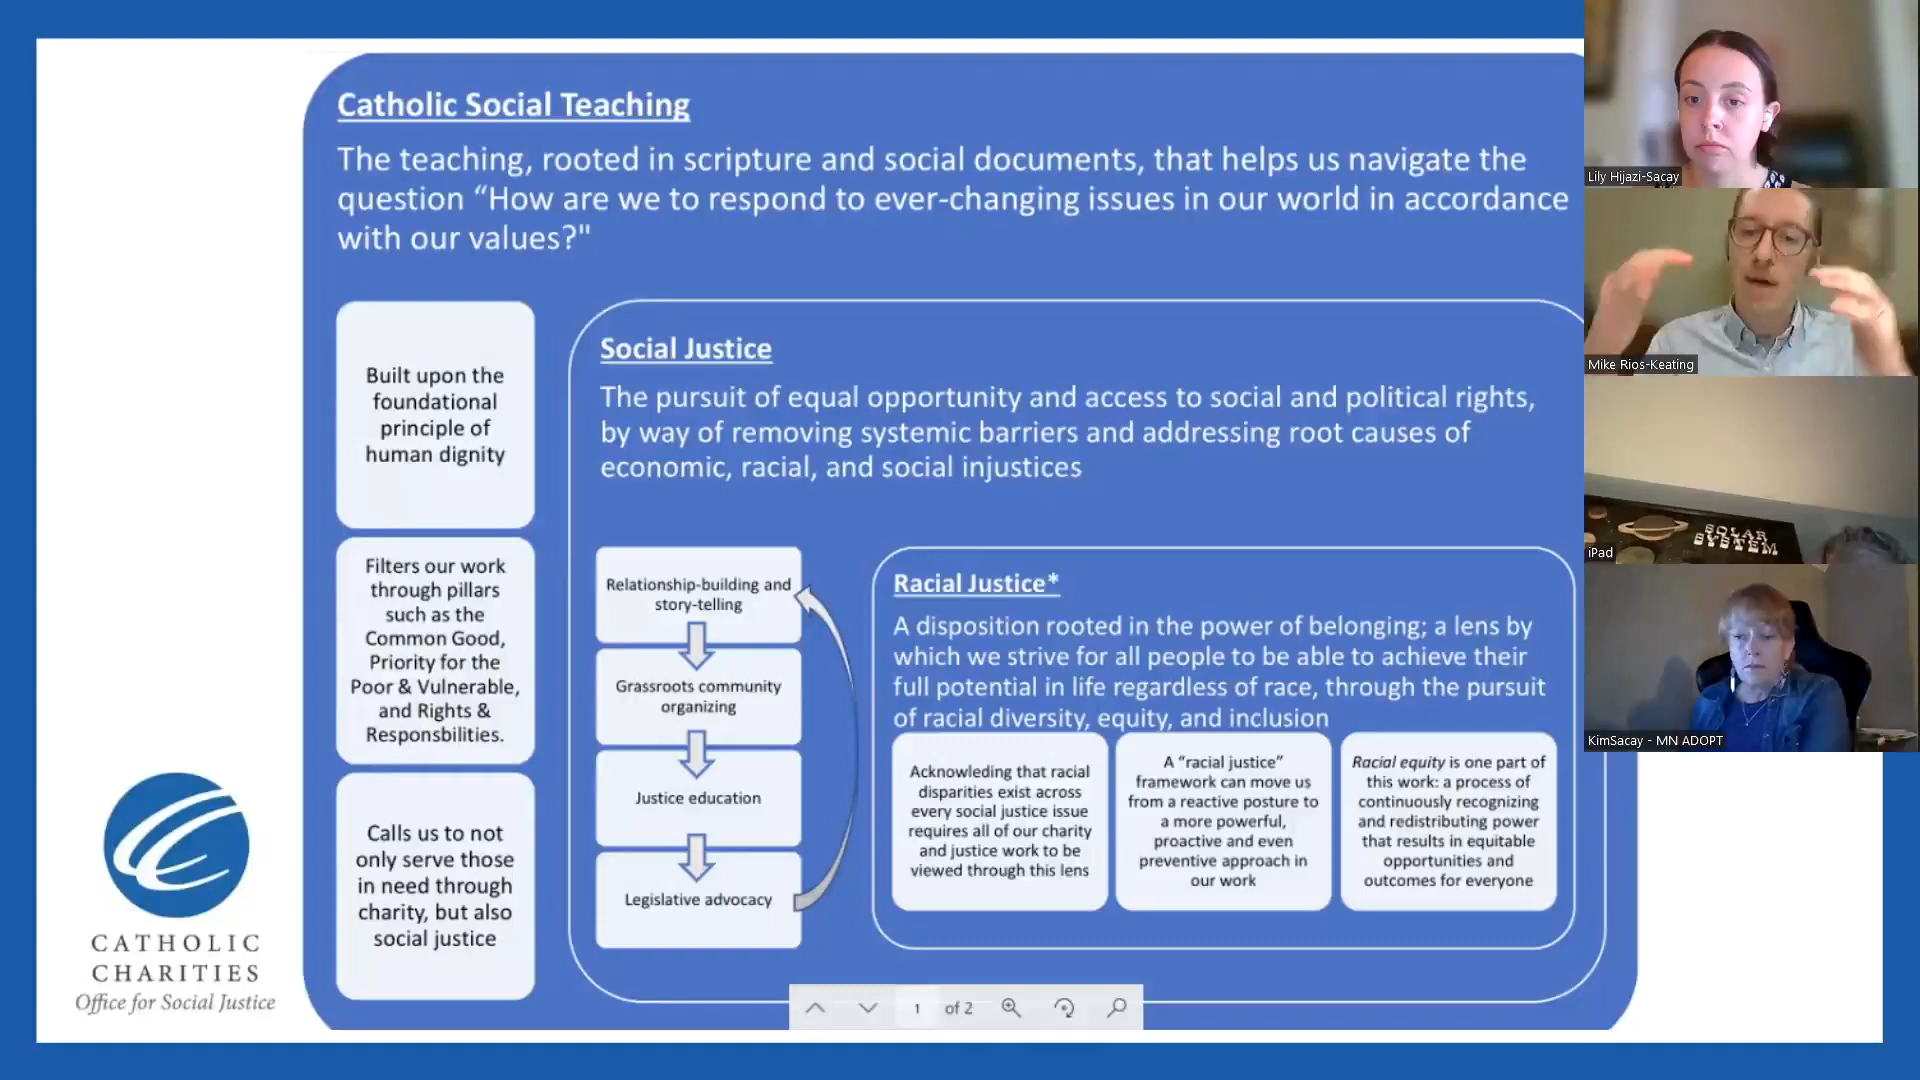 Catholic Social Teaching
The teaching, rooted in scripture and social documents, that helps us navigate the
question “How are we to respond to ever-changing issues in our world in accordance
with our values?"
Built upon the
foundational
principle of
human dignity
Filters our work
through pillars
such as the
Common Good,
Priority for the
Poor & Vulnerable,
and Rights &
Responsbilities.
Calls us to not
only serve those
in need through
charity, but also
social justice
Social Justice
The pursuit of equal opportunity and access to social and political rights,
by way of removing systemic barriers and addressing root causes of
economic, racial, and social injustices
Relationship-building and
story-telling
Grassroots community
organizing
Justice education
Legislative advocacy
Racial Justice*
A disposition rooted in the power of belonging; a lens by
which we strive for all people to be able to achieve their
full potential in life regardless of race, through the pursuit
of racial diversity, equity, and inclusion
Acknowleding that racial
disparities exist across
every social justice issue
requires all of our charity
and justice work to be
viewed through this lens
A “racial justice”
framework can move us
from a reactive posture to
a more powerful,
proactive and even
preventive approach in
our work
Racial equity is one part of
this work: a process of
continuously recognizing
and redistributing power
that results in equitable
opportunities and
outcomes for everyone
CATHOLIC
CHARITIES
Office for Social Justice
1 of 2
Lily Hijazi-Sacay
Mike Rios-Keating
SOLAR
SYSTEM
iPad
KimSacay - MN ADOPT